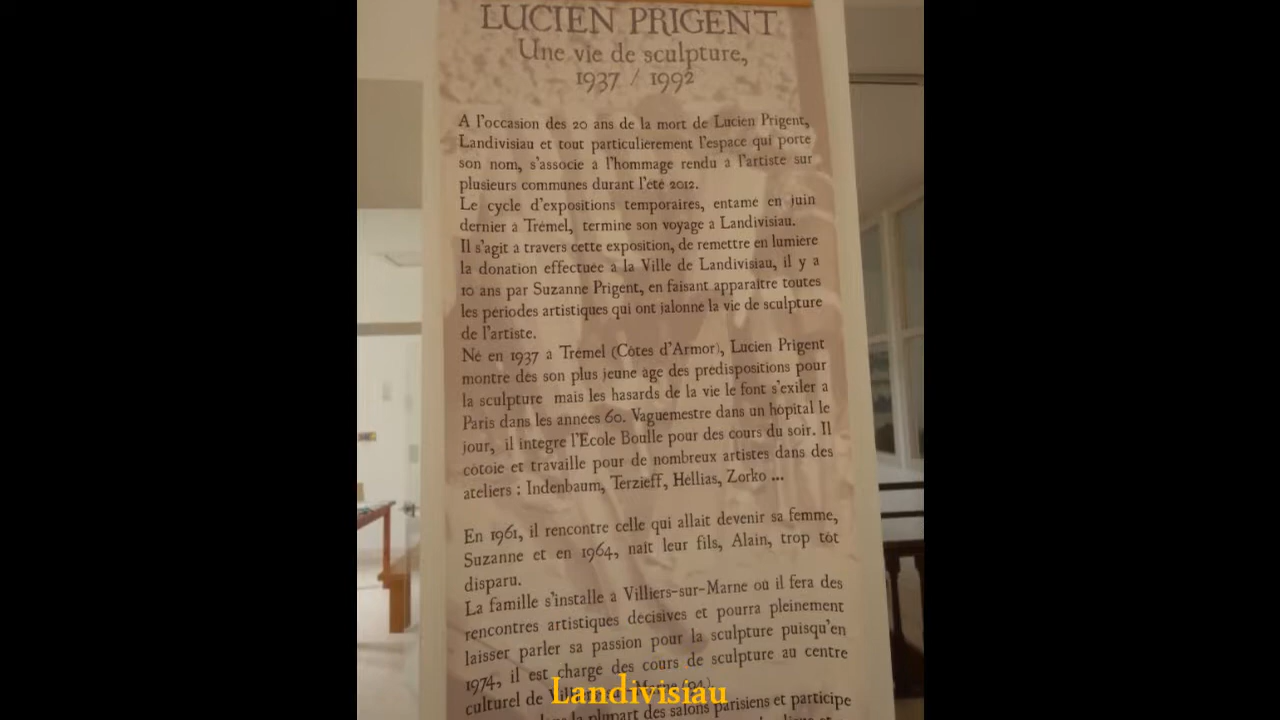 LUCIEN PRIGENT
Une vie de sculpture,
1937 / 1992
A l'occasion des 20 ans de la mort de Lucien Prigent,
Landivisiau et tout particulierement l'espace qui porte
son nom, s'associe a l'hommage rendu a l'artiste sur
plusieurs communes durant l'eté 2012.
Le cycle d'expositions temporaires, entame en juin
dernier a Trémel, termine son voyage a Landivisiau.
Il s'agit a travers cette exposition, de remettre en lumière
la donation effectuee a la Ville de Landivisiau, il y a
10 ans par Suzanne Prigent, en faisant apparaitre toutes
les periodes artistiques qui ont jalonne la vie de sculpture
de l'artiste.
Né en 1937 a Tremel (Côtes d'Armor), Lucien Prigent
montre dès son plus jeune age des predispositions pour
la sculpture mais les hasards de la vie le font s'exiler a
Paris dans les annees 60. Vaguemestre dans un hôpital le
jour, il integre l'Ecole Boulle pour des cours du soir. Il
cotoie et travaille pour de nombreux artistes dans des
ateliers : Indenbaum, Terzieff, Hellias, Zorko ...
En 1961, il rencontre celle qui allait devenir sa femme,
Suzanne et en 1964, nait leur fils, Alain, trop tôt
disparu.
La famille s'installe a Villiers-sur-Marne où il fera des
rencontres artistiques decisives et pourra pleinement
laisser parler sa passion pour la sculpture puisqu'en
1974, il est charge des cours de sculpture au centre
culturel de
la plupart des salons parisiens et participe
Landivisiau